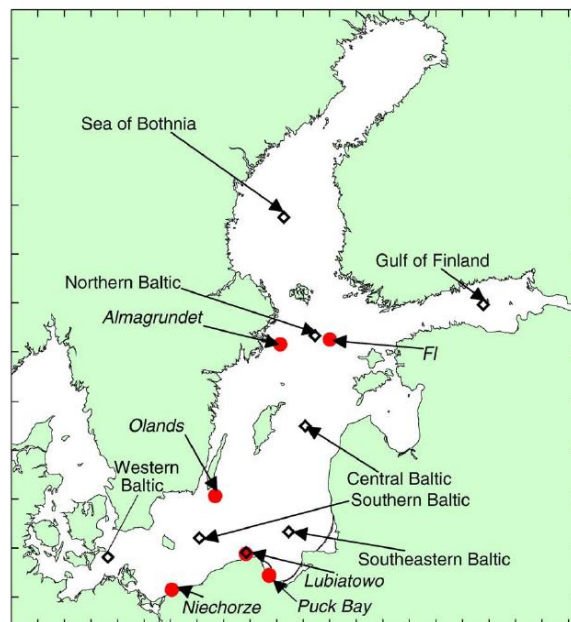 Sea of Bothnia
Gulf of Finland
Northern Baltic
Almagrundet
Fl
Olands
Western
Baltic
Central Baltic
Southern Baltic
Southeastern Baltic
Lubiatowo
Niechorze
Puck Bay